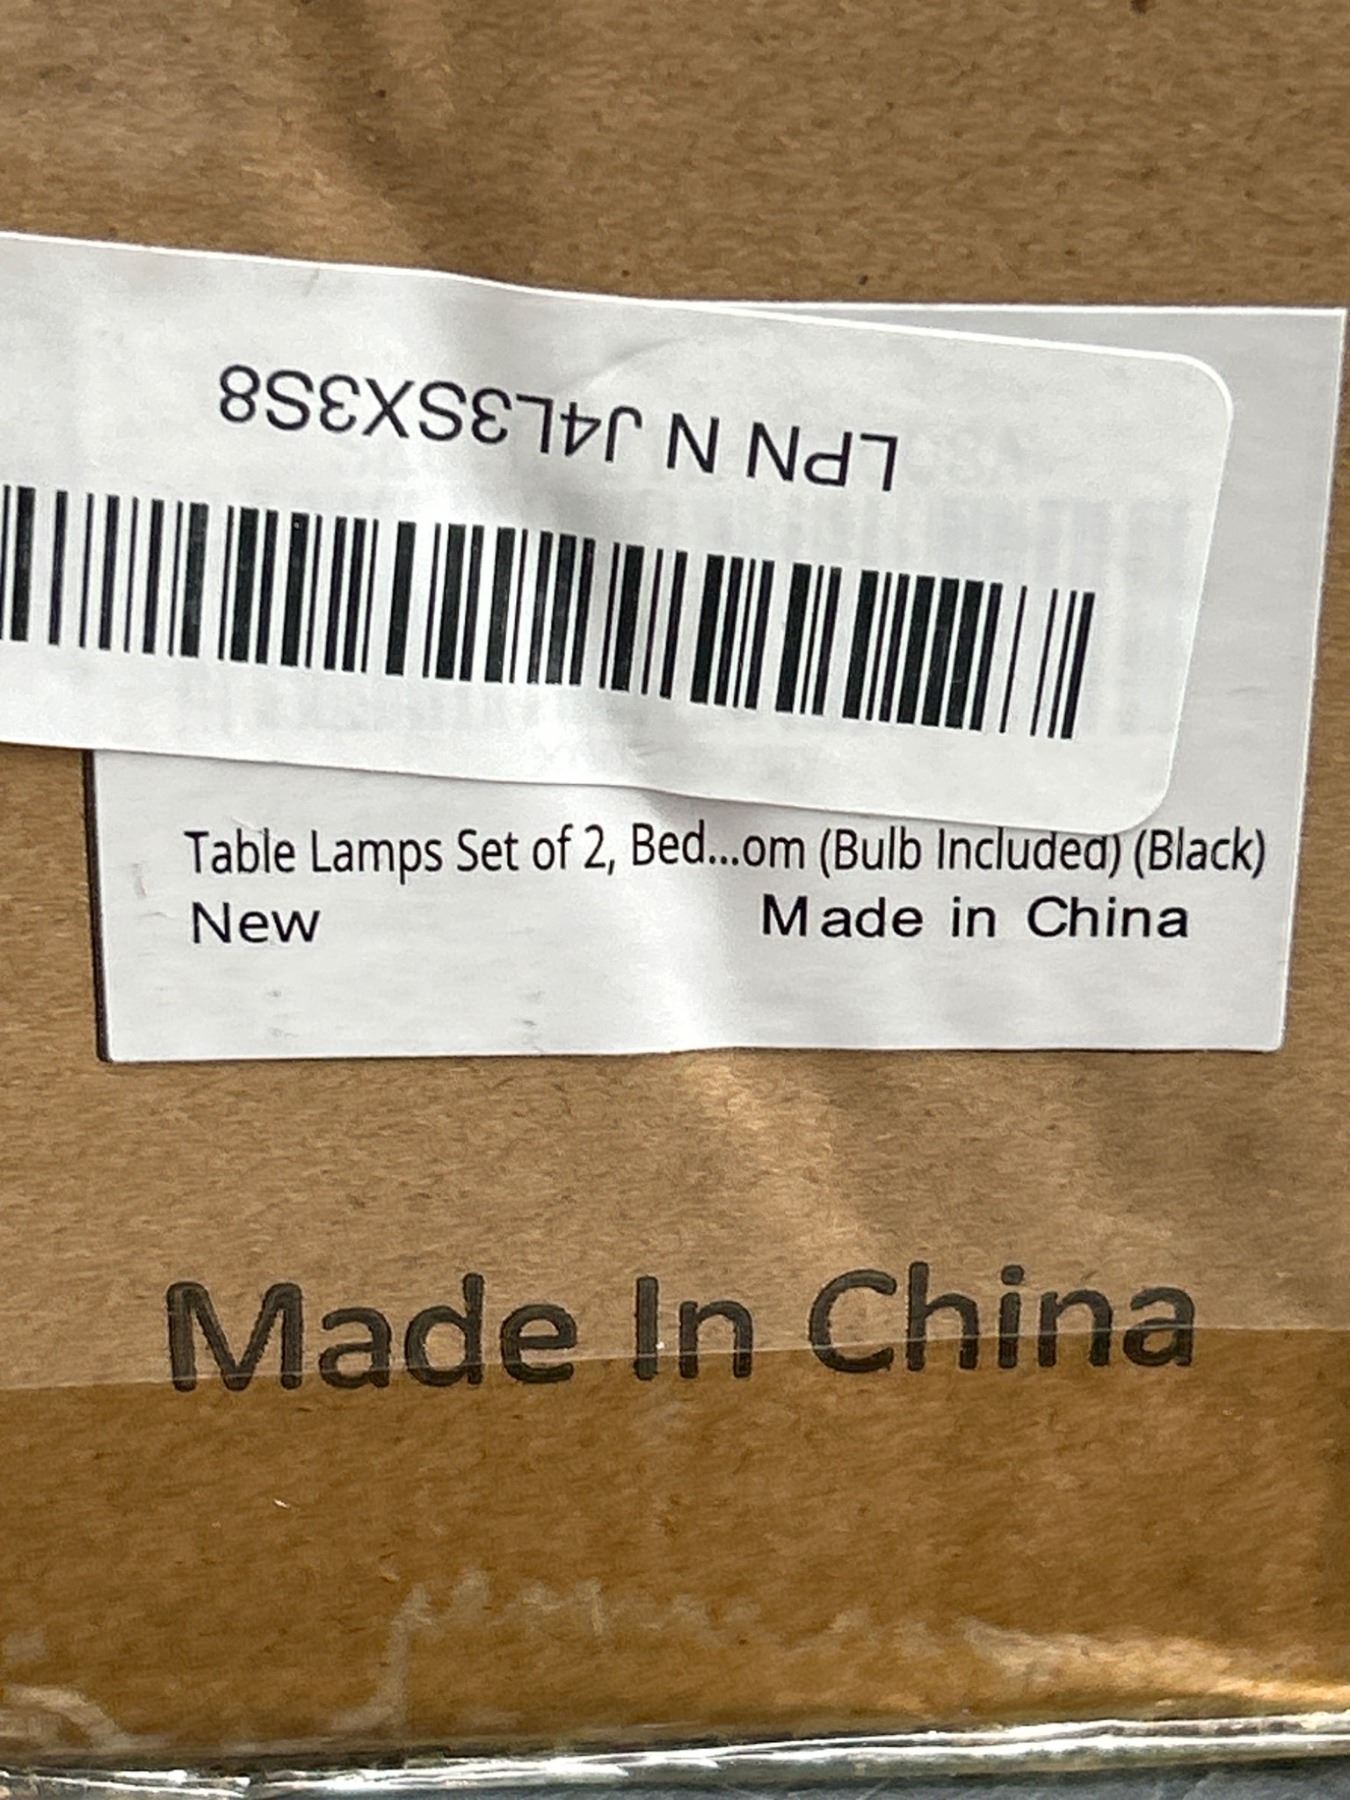 LPN N J4L3SX3S8
Table Lamps Set of 2, Bed...om (Bulb Included) (Black)
New Made in China
Made In China